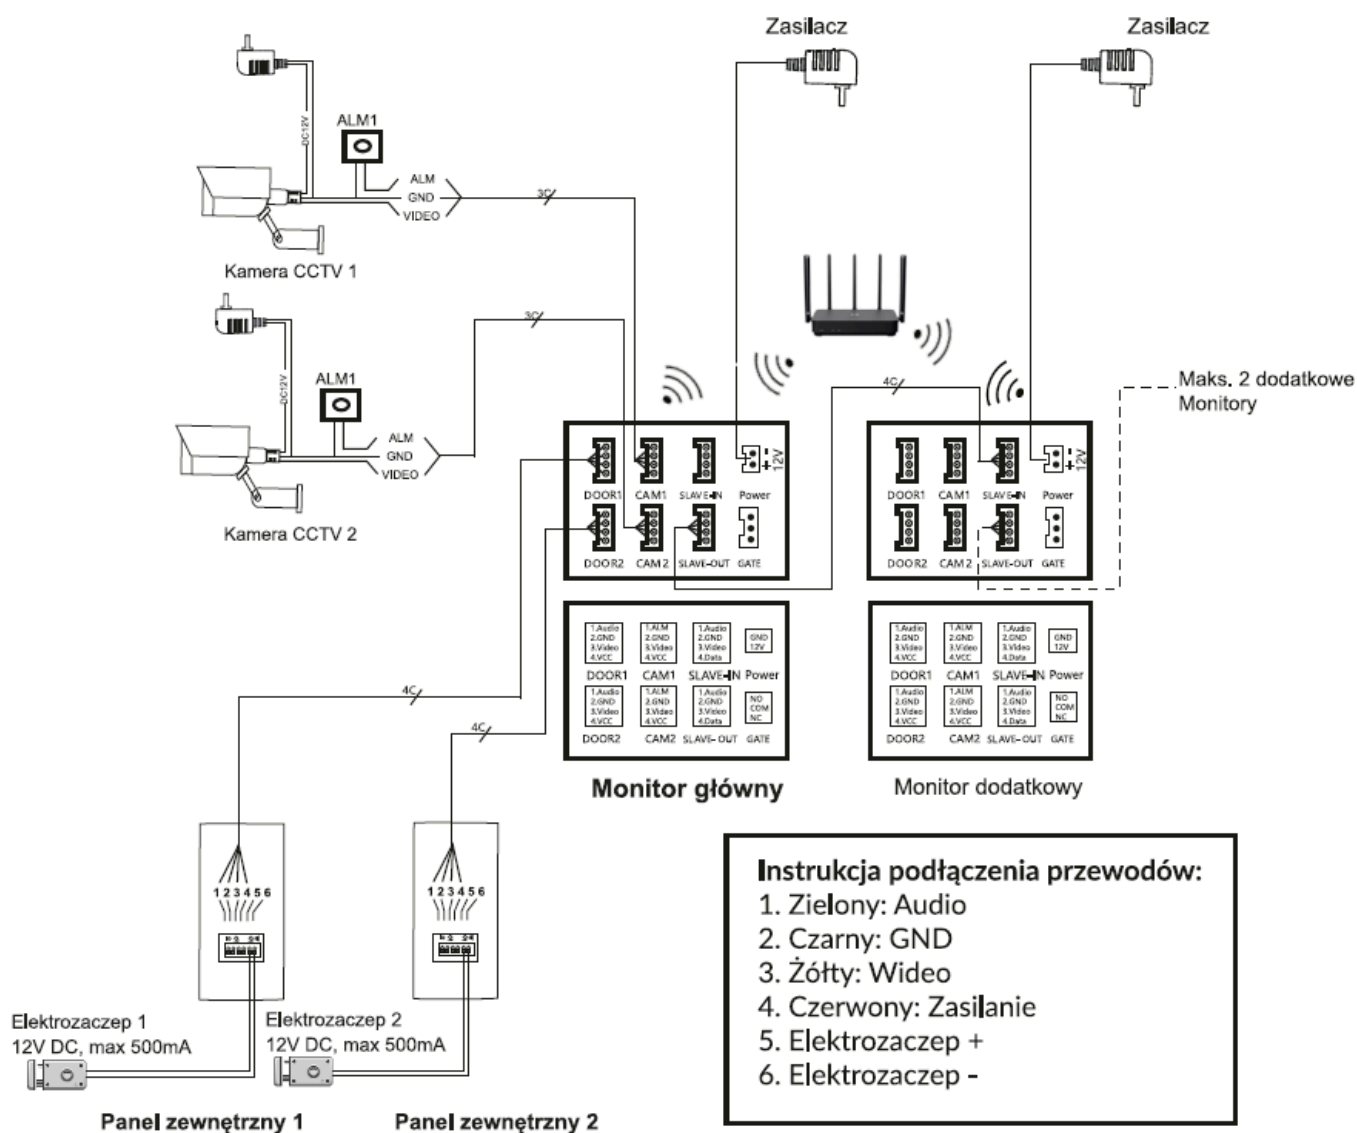 Zasilacz
Zasilacz
DC12V
ALM1
ALM
GND
VIDEO
3C
Kamera CCTV 1
DC12V
ALM1
ALM
GND
VIDEO
3C
Kamera CCTV 2
4C
Maks. 2 dodatkowe
Monitory
- + 12V
DOOR1 CAM1 SLAVE-IN Power
DOOR2 CAM2 SLAVE-OUT GATE
- + 12V
DOOR1 CAM1 SLAVE-IN Power
DOOR2 CAM2 SLAVE-OUT GATE
1.Audio
2.GND
3.Video
4.VCC
1.ALM
2.GND
3.Video
4.VCC
1.Audio
2.GND
3.Video
4.Data
GND
12V
DOOR1 CAM1 SLAVE-IN Power
1.Audio
2.GND
3.Video
4.VCC
1.ALM
2.GND
3.Video
4.VCC
1.Audio
2.GND
3.Video
4.Data
NO
COM
NC
DOOR2 CAM2 SLAVE-OUT GATE
Monitor główny
1.Audio
2.GND
3.Video
4.VCC
1.ALM
2.GND
3.Video
4.VCC
1.Audio
2.GND
3.Video
4.Data
GND
12V
DOOR1 CAM1 SLAVE-IN Power
1.Audio
2.GND
3.Video
4.VCC
1.ALM
2.GND
3.Video
4.VCC
1.Audio
2.GND
3.Video
4.Data
NO
COM
NC
DOOR2 CAM2 SLAVE-OUT GATE
Monitor dodatkowy
4C
4C
1 2 3 4 5 6
1 2 3 4 5 6
Elektrozaczep 1
12V DC, max 500mA
Elektrozaczep 2
12V DC, max 500mA
Panel zewnętrzny 1
Panel zewnętrzny 2
Instrukcja podłączenia przewodów:
1. Zielony: Audio
2. Czarny: GND
3. Żółty: Wideo
4. Czerwony: Zasilanie
5. Elektrozaczep +
6. Elektrozaczep -